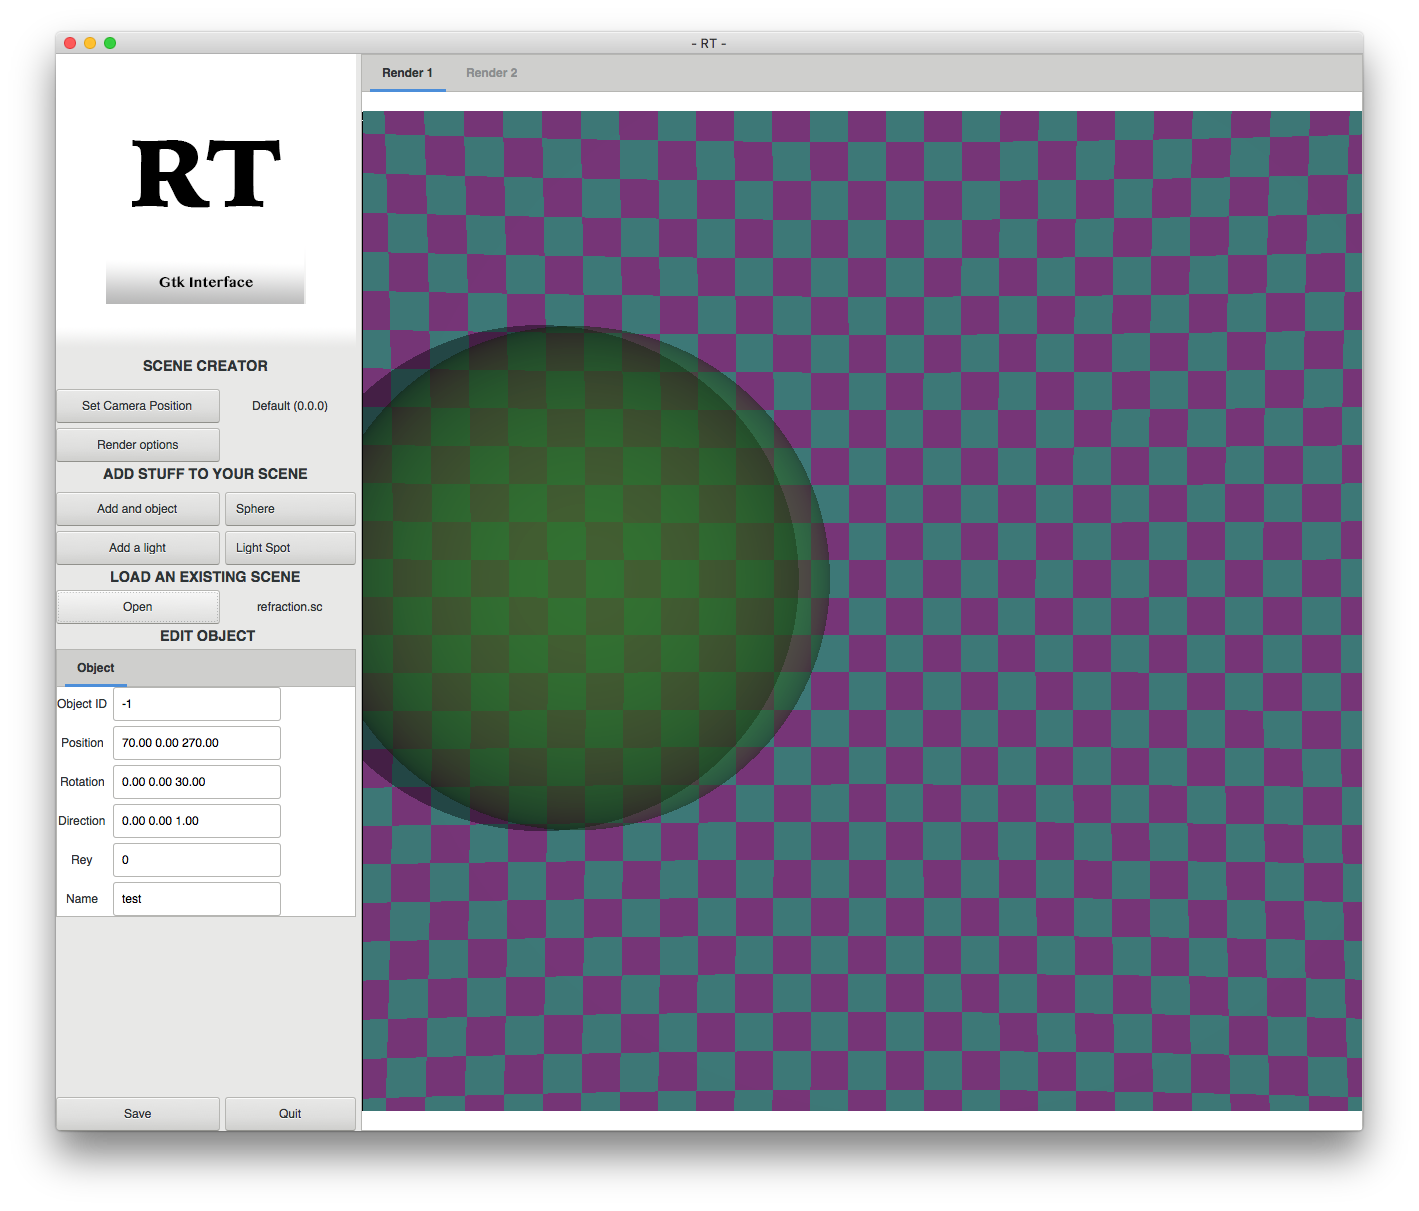 - RT -
RT
Gtk Interface
SCENE CREATOR
Set Camera Position Default (0.0.0)
Render options
ADD STUFF TO YOUR SCENE
Add and object Sphere
Add a light Light Spot
LOAD AN EXISTING SCENE
Open refraction.sc
EDIT OBJECT
Object
Object ID -1
Position 70.00 0.00 270.00
Rotation 0.00 0.00 30.00
Direction 0.00 0.00 1.00
Rey 0
Name test
Save Quit
Render 1 Render 2